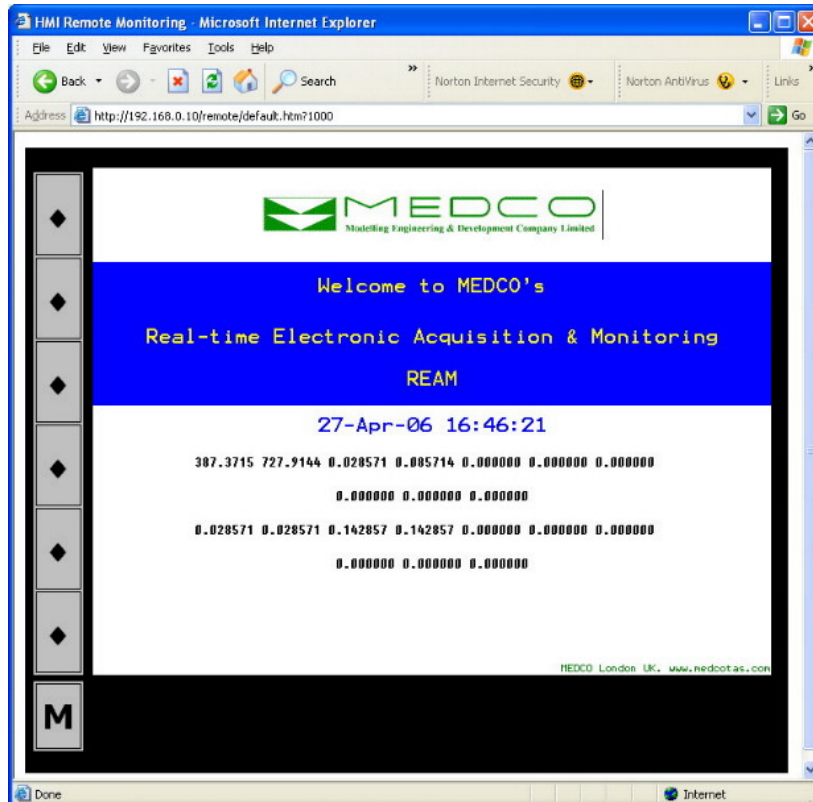 HMI Remote Monitoring - Microsoft Internet Explorer
File Edit View Favorites Tools Help
Back Search » Norton Internet Security Norton AntiVirus Links »
Address http://192.168.0.10/remote/default.htm?1000 Go
MEDCO
Modelling Engineering & Development Company Limited
Welcome to MEDCO's
Real-time Electronic Acquisition & Monitoring
REAM
27-Apr-06 16:46:21
387.3715 727.9144 0.028571 0.085714 0.000000 0.000000 0.000000
0.000000 0.000000 0.000000
0.028571 0.028571 0.142857 0.142857 0.000000 0.000000 0.000000
0.000000 0.000000 0.000000
MEDCO London UK. www.medcotas.com
M
Done Internet